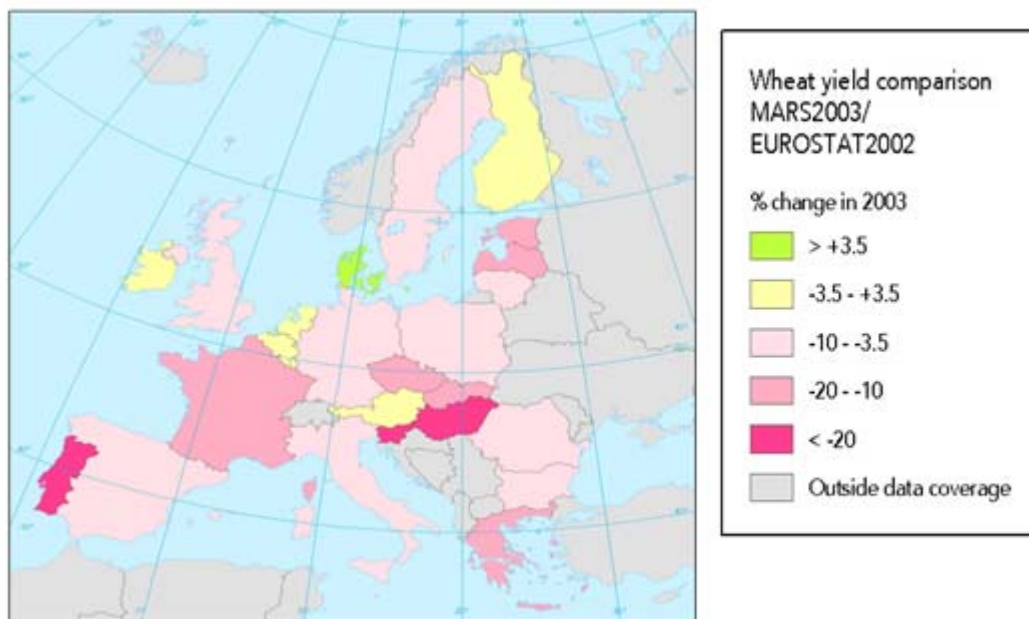 Wheat yield comparison
MARS2003/
EUROSTAT2002
% change in 2003
> +3.5
-3.5 - +3.5
-10 - -3.5
-20 - -10
< -20
Outside data coverage